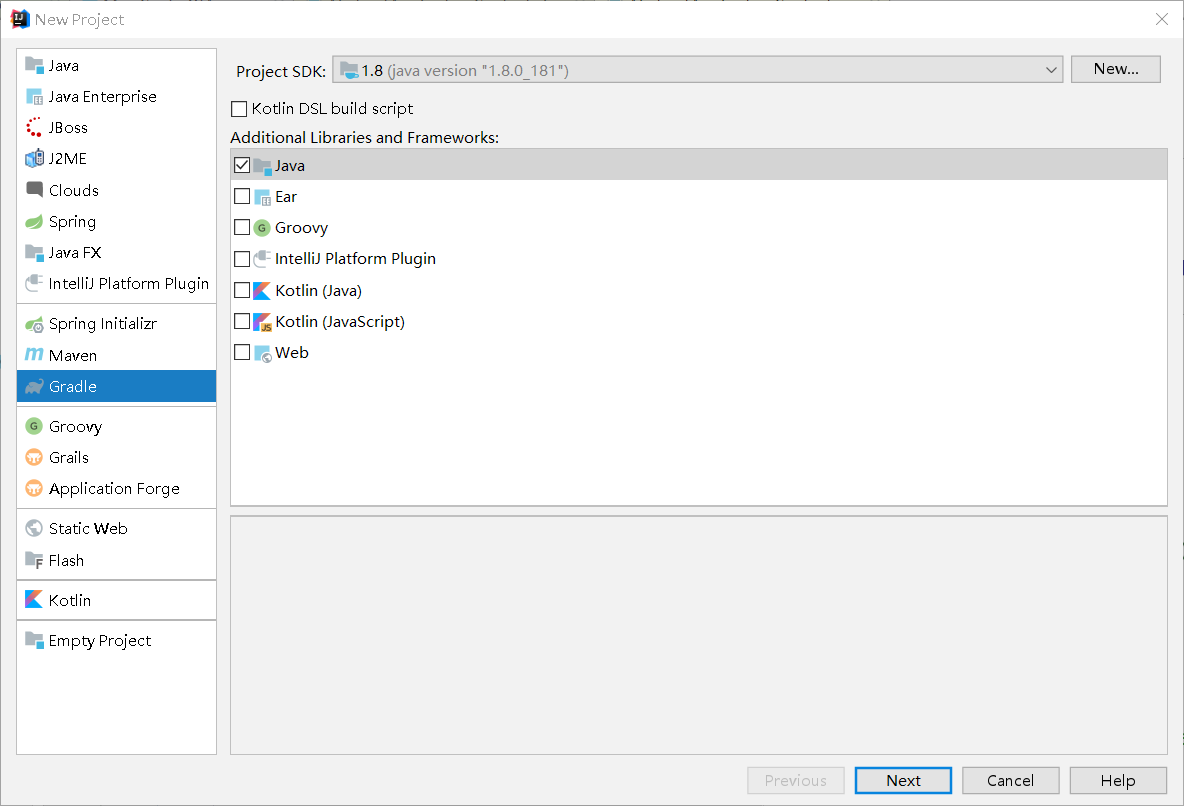 New Project
Java
Java Enterprise
JBoss
J2ME
Clouds
Spring
Java FX
IntelliJ Platform Plugin
Spring Initializr
Maven
Gradle
Groovy
Grails
Application Forge
Static Web
Flash
Kotlin
Empty Project
Project SDK: 1.8 (java version "1.8.0_181") New...
Kotlin DSL build script
Additional Libraries and Frameworks:
Java
Ear
Groovy
IntelliJ Platform Plugin
Kotlin (Java)
Kotlin (JavaScript)
Web
Previous Next Cancel Help